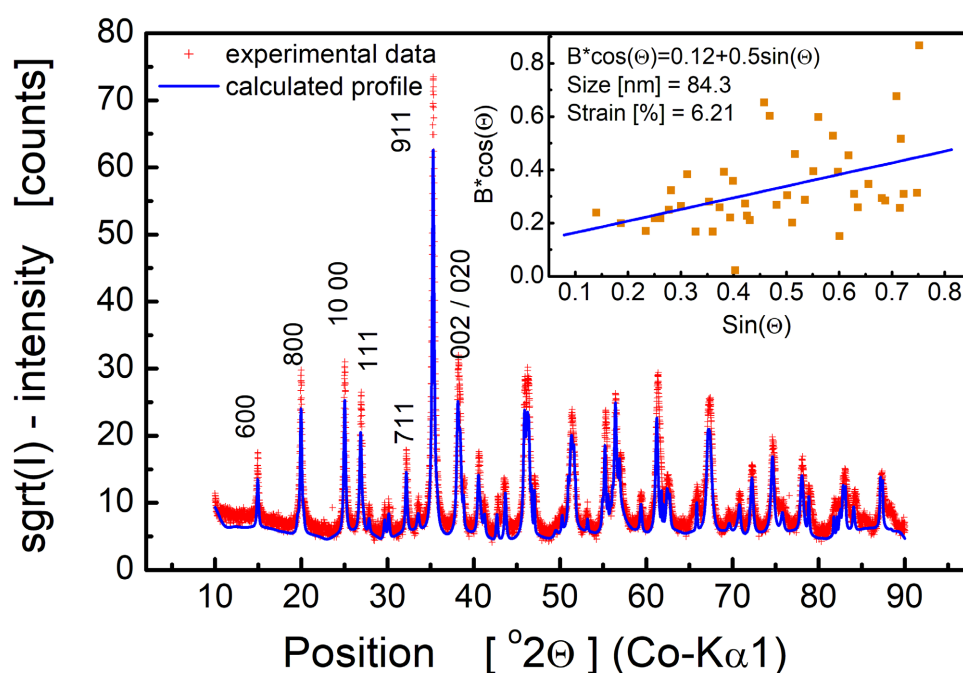 sgrt(I) - intensity [counts]
80
70
60
50
40
30
20
10
0
experimental data
calculated profile
600
800
10 00
111
711
911
002 / 020
10 20 30 40 50 60 70 80 90
Position [ °2Θ ] (Co-Kα1)
B*cos(Θ)=0.12+0.5sin(Θ)
Size [nm] = 84.3
Strain [%] = 6.21
B*cos(Θ)
0.8
0.6
0.4
0.2
0.0
0.1 0.2 0.3 0.4 0.5 0.6 0.7 0.8
Sin(Θ)